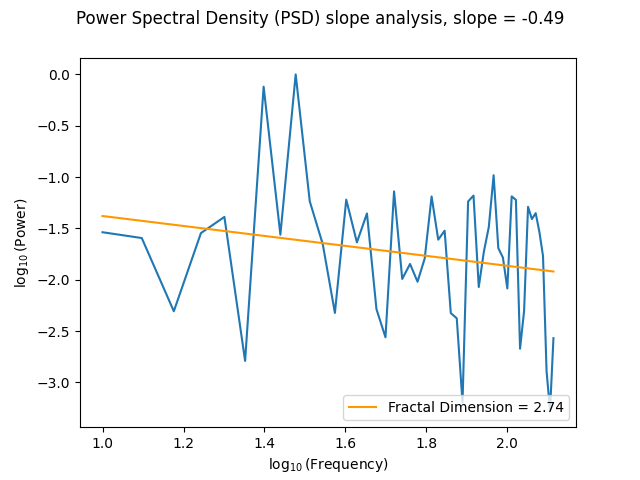 Power Spectral Density (PSD) slope analysis, slope = -0.49
0.0
−0.5
−1.0
−1.5
−2.0
−2.5
−3.0
log₁₀(Power)
Fractal Dimension = 2.74
1.0 1.2 1.4 1.6 1.8 2.0
log₁₀(Frequency)